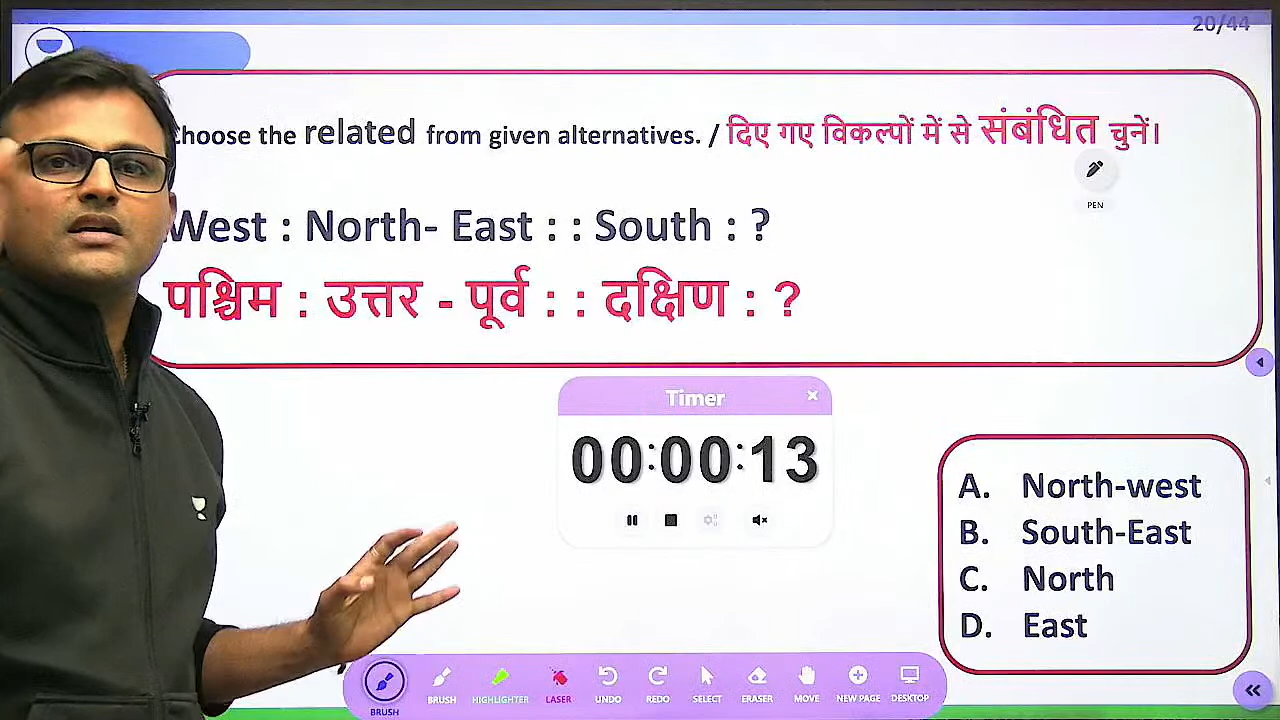 20/44
hoose the related from given alternatives. / दिए गए विकल्पों में से संबंधित चुनें।
PEN
West : North- East : : South : ?
पश्चिम : उत्तर - पूर्व : : दक्षिण : ?
Timer
00:00:13
A. North-west
B. South-East
C. North
D. East
BRUSH BRUSH HIGHLIGHTER LASER UNDO REDO SELECT ERASER MOVE NEW PAGE DESKTOP